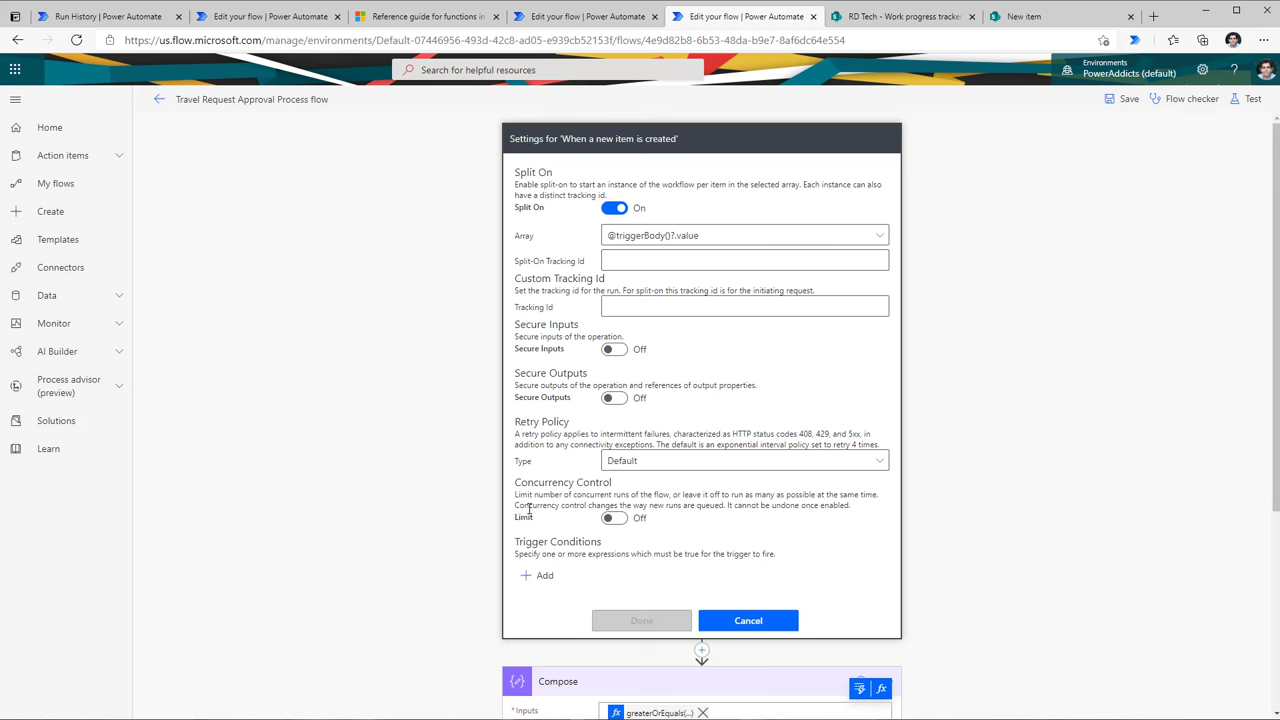 Run History | Power Automate
Edit your flow | Power Automate
Reference guide for functions in
Edit your flow | Power Automate
Edit your flow | Power Automate
RD Tech - Work progress tracker
New item
https://us.flow.microsoft.com/manage/environments/Default-07446956-493d-42c8-ad05-e939cb52153f/flows/4e9d82b8-6b53-48da-b9e7-8af6dc64e554
Search for helpful resources
Environments
PowerAddicts (default)
Travel Request Approval Process flow
Save
Flow checker
Test
Home
Action items
My flows
Create
Templates
Connectors
Data
Monitor
AI Builder
Process advisor
(preview)
Solutions
Learn
Settings for 'When a new item is created'
Split On
Enable split-on to start an instance of the workflow per item in the selected array. Each instance can also
have a distinct tracking id.
Split On On
Array @triggerBody()?.value
Split-On Tracking Id
Custom Tracking Id
Set the tracking id for the run. For split-on this tracking id is for the initiating request.
Tracking Id
Secure Inputs
Secure inputs of the operation.
Secure Inputs Off
Secure Outputs
Secure outputs of the operation and references of output properties.
Secure Outputs Off
Retry Policy
A retry policy applies to intermittent failures, characterized as HTTP status codes 408, 429, and 5xx, in
addition to any connectivity exceptions. The default is an exponential interval policy set to retry 4 times.
Type Default
Concurrency Control
Limit number of concurrent runs of the flow, or leave it off to run as many as possible at the same time.
Concurrency control changes the way new runs are queued. It cannot be undone once enabled.
Limit Off
Trigger Conditions
Specify one or more expressions which must be true for the trigger to fire.
Add
Done Cancel
Compose
* Inputs
greaterOrEquals(...)